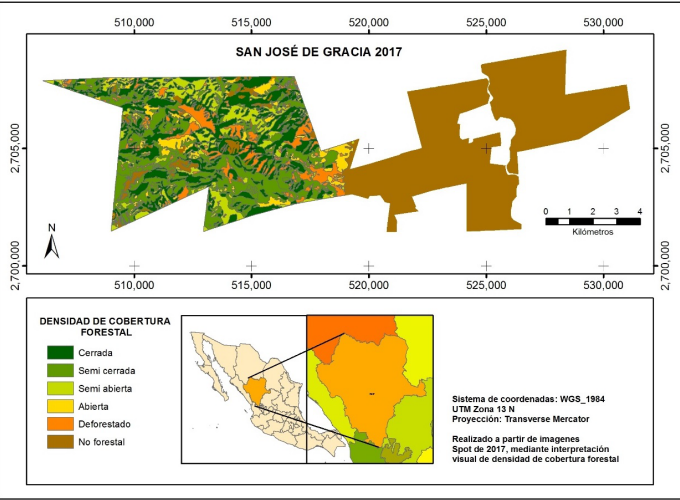 510,000 515,000 520,000 525,000 530,000
SAN JOSÉ DE GRACIA 2017
2,705,000
2,705,000
N
0 1 2 3 4
Kilómetros
2,700,000
2,700,000
510,000 515,000 520,000 525,000 530,000
DENSIDAD DE COBERTURA
FORESTAL
Cerrada
Semi cerrada
Semi abierta
Abierta
Deforestado
No forestal
Sistema de coordenadas: WGS_1984
UTM Zona 13 N
Proyección: Transverse Mercator
Realizado a partir de imagenes
Spot de 2017, mediante interpretación
visual de densidad de cobertura forestal